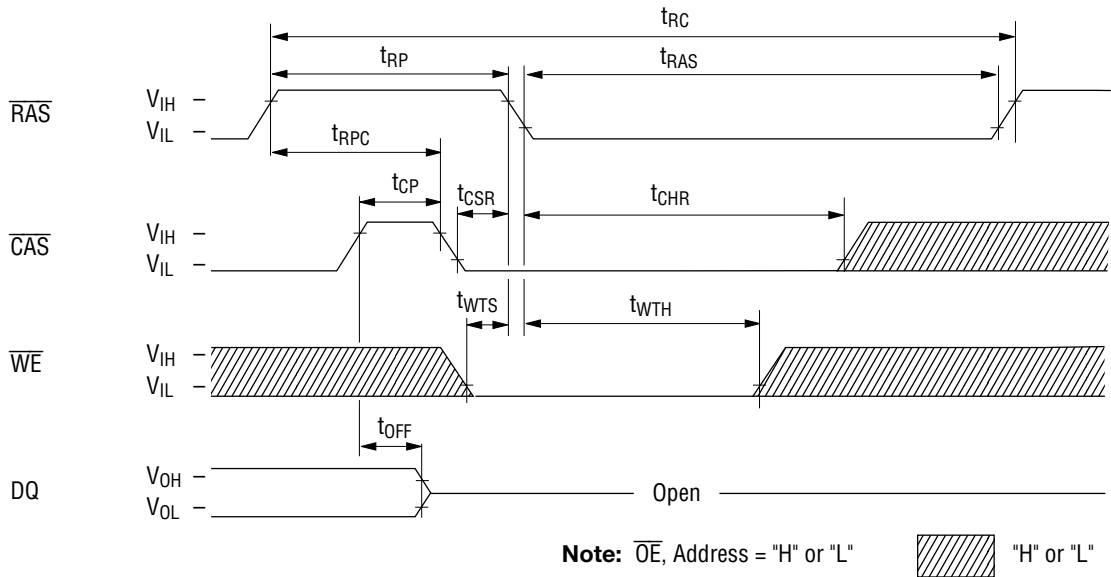 tRC
tRP
tRAS
RAS
VIH
VIL
tRPC
tCP
tCSR
tCHR
CAS
VIH
VIL
tWTS
tWTH
WE
VIH
VIL
tOFF
DQ
VOH
VOL
Open
Note: OE, Address = "H" or "L"
"H" or "L"